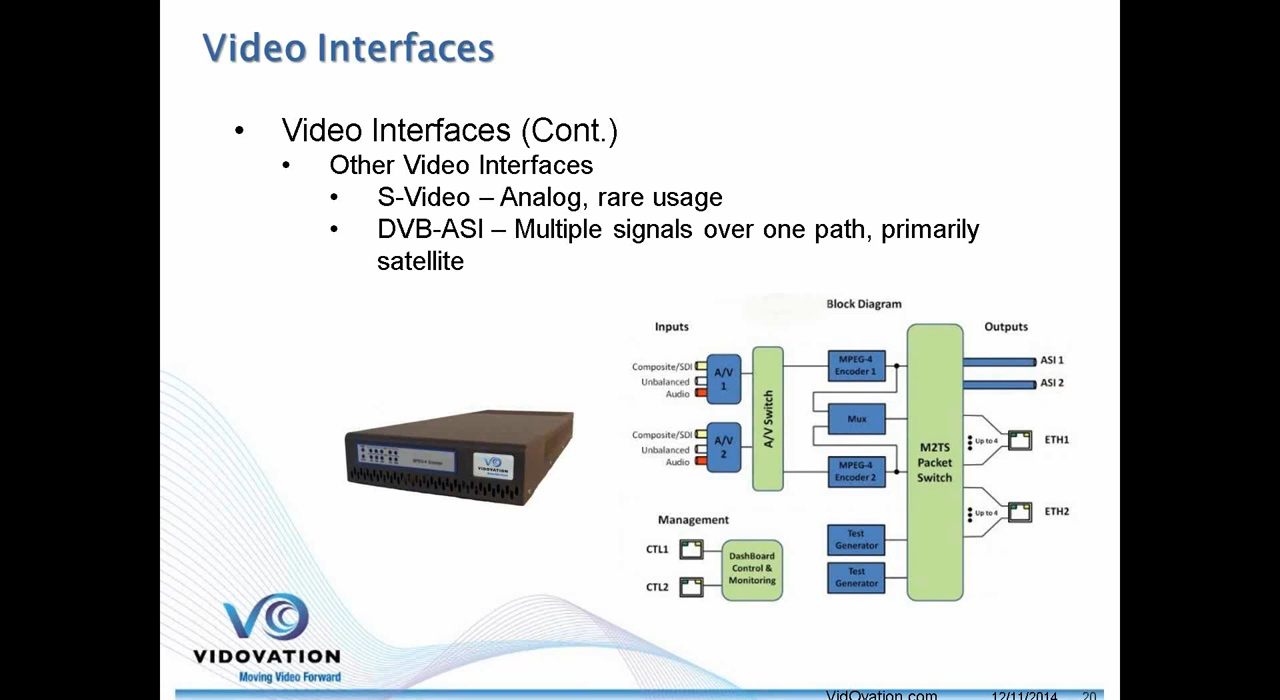 Video Interfaces
• Video Interfaces (Cont.)
• Other Video Interfaces
• S-Video – Analog, rare usage
• DVB-ASI – Multiple signals over one path, primarily
satellite
Block Diagram
Inputs
Outputs
Composite/SDI
Unbalanced
Audio
A/V
1
Composite/SDI
Unbalanced
Audio
A/V
2
A/V Switch
MPEG-4
Encoder 1
Mux
MPEG-4
Encoder 2
Test
Generator
Test
Generator
M2TS
Packet
Switch
ASI 1
ASI 2
Up to 4
ETH1
Up to 4
ETH2
Management
CTL1
CTL2
DashBoard
Control &
Monitoring
VIDOVATION
VIDOVATION
Moving Video Forward
VidOvation.com
12/11/2014
20